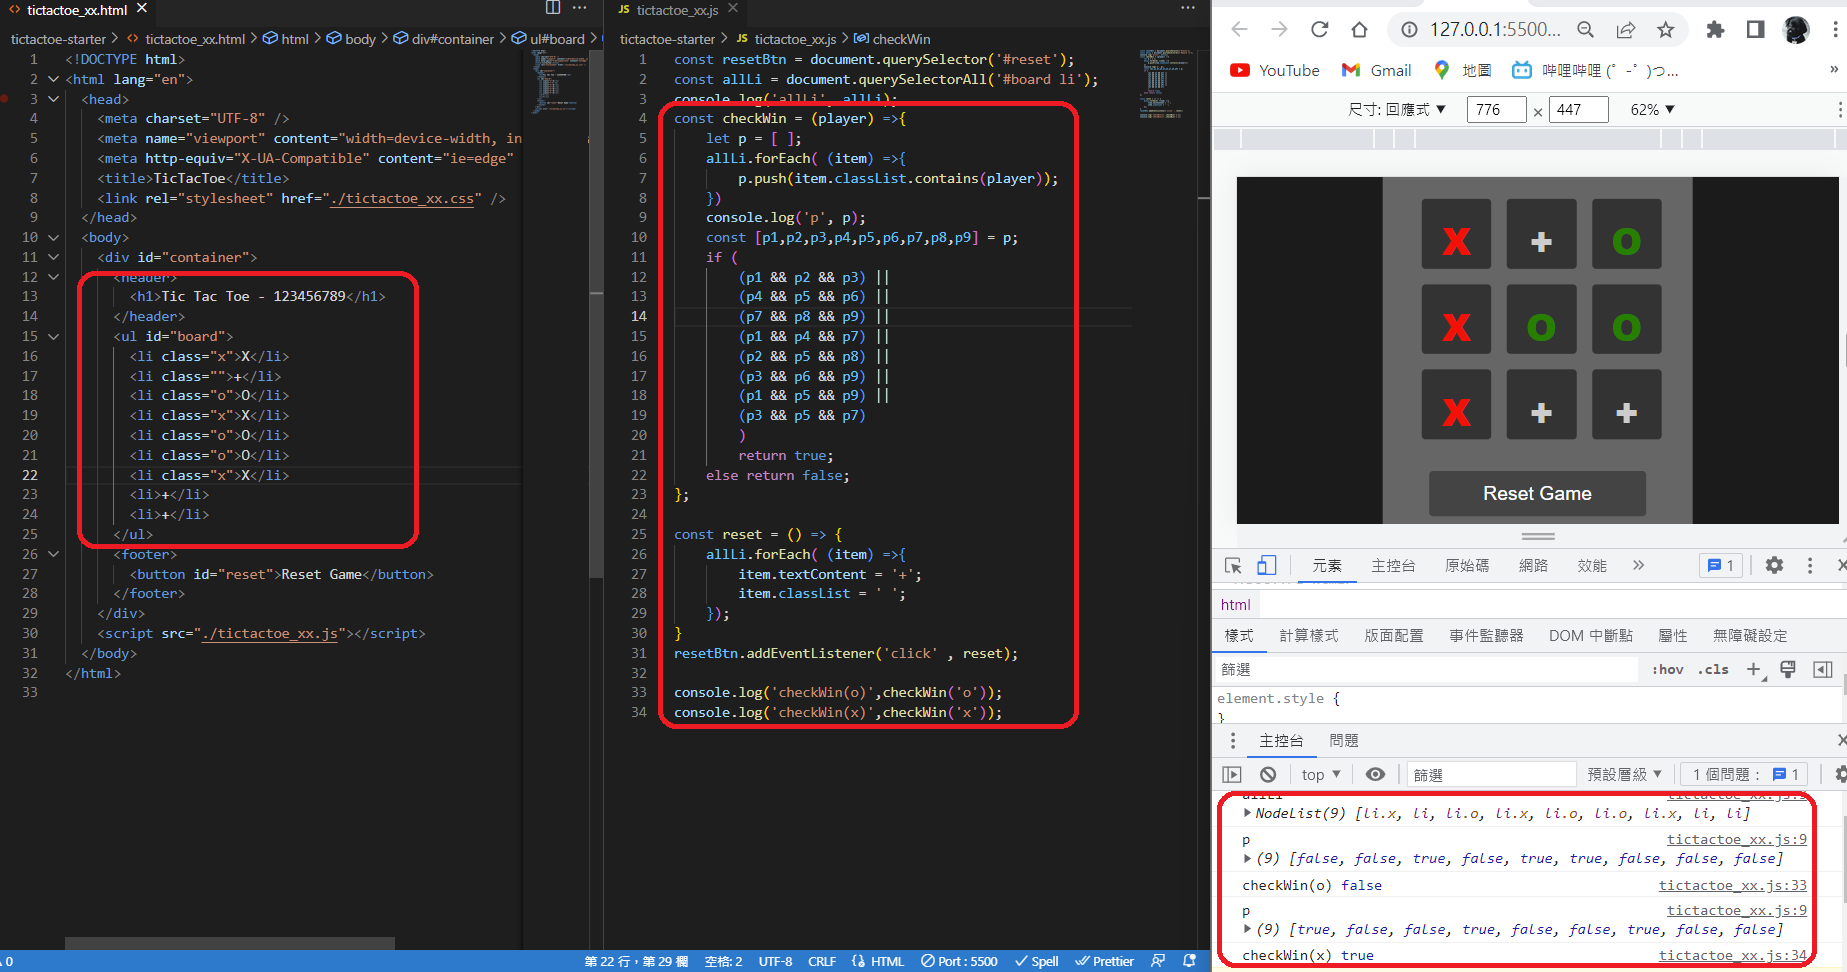 tictactoe_xx.html
tictactoe-starter > tictactoe_xx.html > html > body > div#container > ul#board >
1 <!DOCTYPE html>
2 <html lang="en">
3 <head>
4 <meta charset="UTF-8" />
5 <meta name="viewport" content="width=device-width, in
6 <meta http-equiv="X-UA-Compatible" content="ie=edge"
7 <title>TicTacToe</title>
8 <link rel="stylesheet" href="./tictactoe_xx.css" />
9 </head>
10 <body>
11 <div id="container">
12 <header>
13 <h1>Tic Tac Toe - 123456789</h1>
14 </header>
15 <ul id="board">
16 <li class="x">X</li>
17 <li class="">+</li>
18 <li class="o">O</li>
19 <li class="x">X</li>
20 <li class="o">O</li>
21 <li class="o">O</li>
22 <li class="x">X</li>
23 <li>+</li>
24 <li>+</li>
25 </ul>
26 <footer>
27 <button id="reset">Reset Game</button>
28 </footer>
29 </div>
30 <script src="./tictactoe_xx.js"></script>
31 </body>
32 </html>
33
JS tictactoe_xx.js
tictactoe-starter > JS tictactoe_xx.js > checkWin
1 const resetBtn = document.querySelector('#reset');
2 const allLi = document.querySelectorAll('#board li');
3 console.log('allLi', allLi);
4 const checkWin = (player) =>{
5 let p = [ ];
6 allLi.forEach( (item) =>{
7 p.push(item.classList.contains(player));
8 })
9 console.log('p', p);
10 const [p1,p2,p3,p4,p5,p6,p7,p8,p9] = p;
11 if (
12 (p1 && p2 && p3) ||
13 (p4 && p5 && p6) ||
14 (p7 && p8 && p9) ||
15 (p1 && p4 && p7) ||
16 (p2 && p5 && p8) ||
17 (p3 && p6 && p9) ||
18 (p1 && p5 && p9) ||
19 (p3 && p5 && p7)
20 )
21 return true;
22 else return false;
23 };
24
25 const reset = () => {
26 allLi.forEach( (item) =>{
27 item.textContent = '+';
28 item.classList = ' ';
29 });
30 }
31 resetBtn.addEventListener('click' , reset);
32
33 console.log('checkWin(o)',checkWin('o'));
34 console.log('checkWin(x)',checkWin('x'));
0 第 22 行，第 29 欄 空格: 2 UTF-8 CRLF HTML Port : 5500 Spell Prettier
127.0.0.1:5500...
YouTube Gmail 地圖 嗶哩嗶哩 (゜-゜)つ... »
尺寸: 回應式 ▼ 776 × 447 62% ▼
X + O
X O O
X + +
Reset Game
元素 主控台 原始碼 網路 效能 » 1
html
樣式 計算樣式 版面配置 事件監聽器 DOM 中斷點 屬性 無障礙設定
篩選 :hov .cls +
element.style {
}
主控台 問題
top ▼ 篩選 預設層級 ▼ 1 個問題： 1
allLi tictactoe_xx.js:3
NodeList(9) [li.x, li, li.o, li.x, li.o, li.o, li.x, li, li]
p tictactoe_xx.js:9
(9) [false, false, true, false, true, true, false, false, false]
checkWin(o) false tictactoe_xx.js:33
p tictactoe_xx.js:9
(9) [true, false, false, true, false, false, true, false, false]
checkWin(x) true tictactoe_xx.js:34